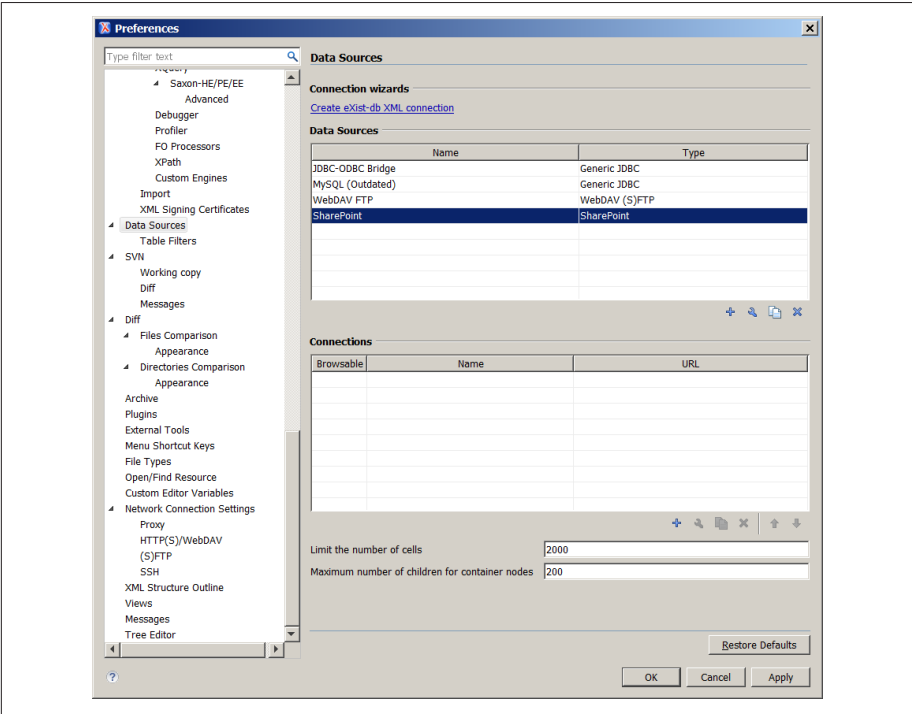 Preferences
Type filter text
XQuery
Saxon-HE/PE/EE
Advanced
Debugger
Profiler
FO Processors
XPath
Custom Engines
Import
XML Signing Certificates
Data Sources
Table Filters
SVN
Working copy
Diff
Messages
Diff
Files Comparison
Appearance
Directories Comparison
Appearance
Archive
Plugins
External Tools
Menu Shortcut Keys
File Types
Open/Find Resource
Custom Editor Variables
Network Connection Settings
Proxy
HTTP(S)/WebDAV
(S)FTP
SSH
XML Structure Outline
Views
Messages
Tree Editor
Data Sources
Connection wizards
Create eXist-db XML connection
Data Sources
Name Type
JDBC-ODBC Bridge Generic JDBC
MySQL (Outdated) Generic JDBC
WebDAV FTP WebDAV (S)FTP
SharePoint SharePoint
Connections
Browsable Name URL
Limit the number of cells 2000
Maximum number of children for container nodes 200
Restore Defaults
? OK Cancel Apply